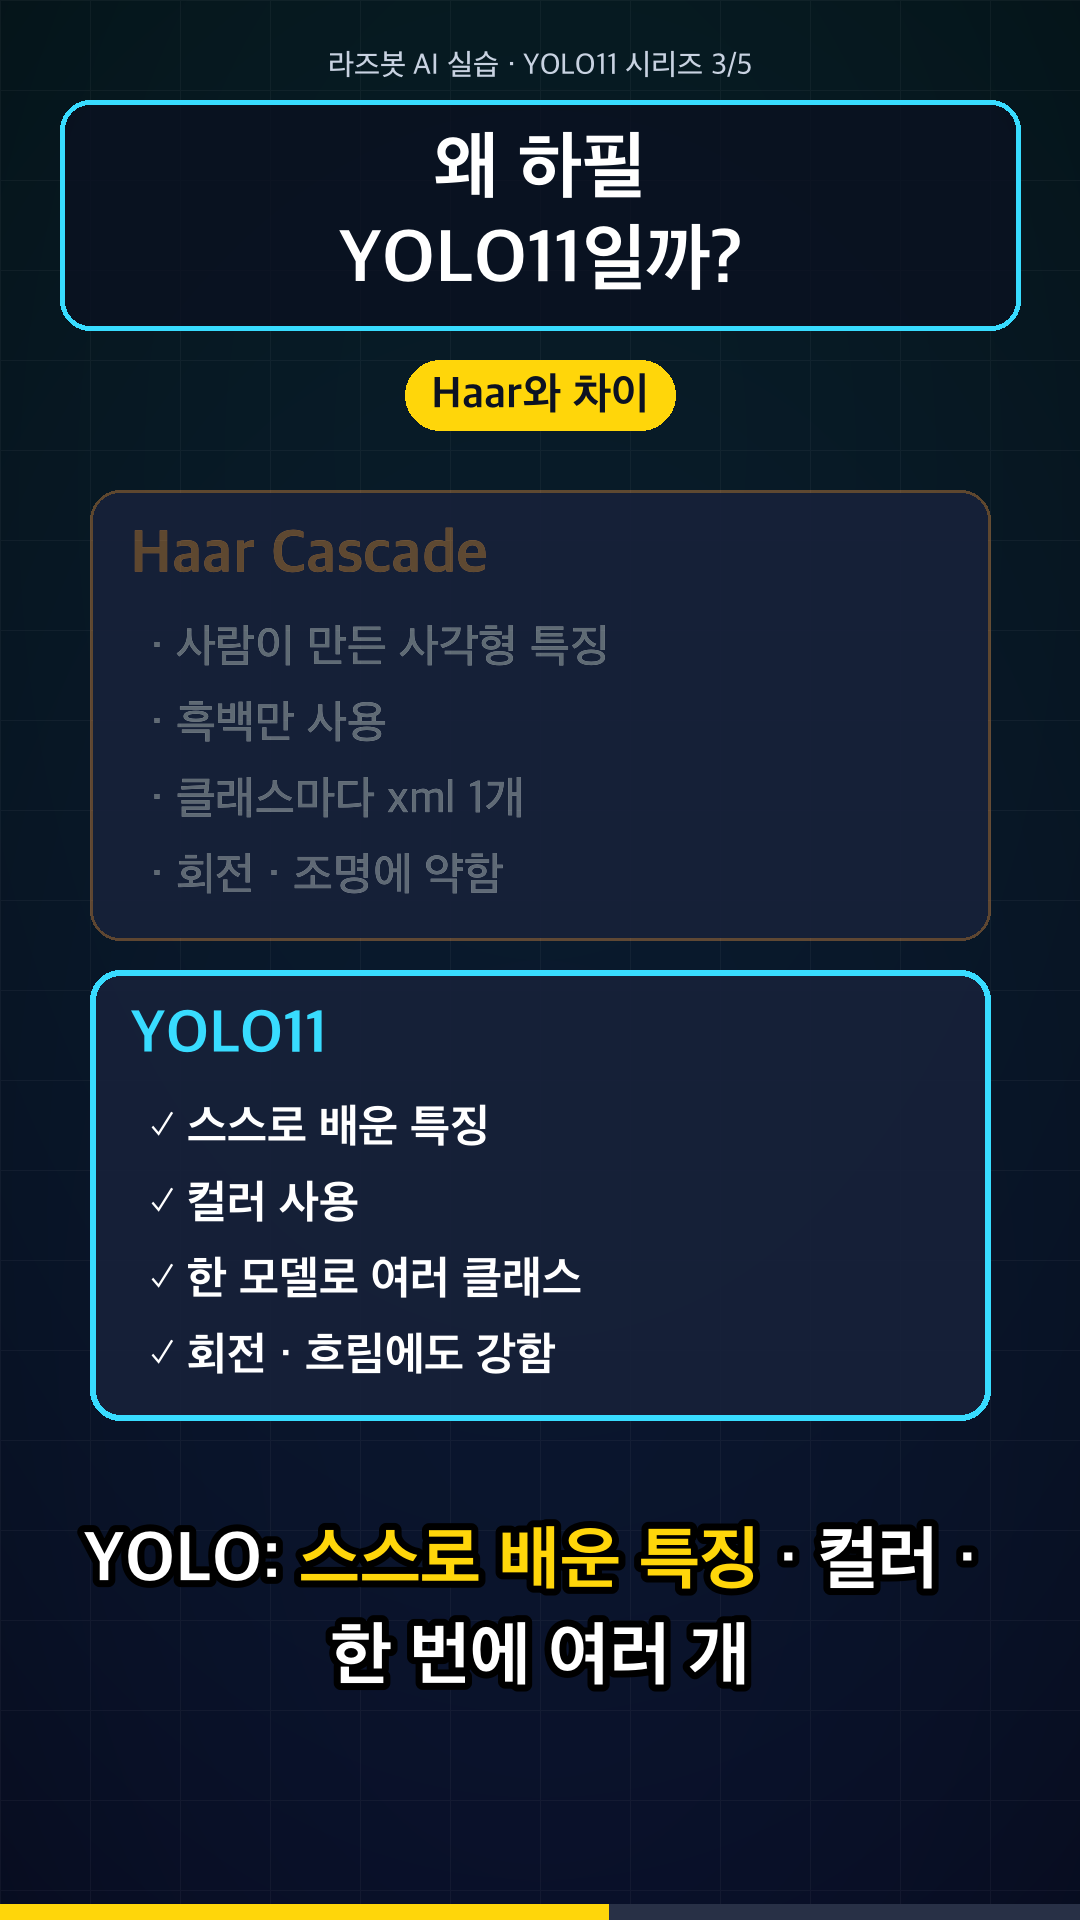 라즈봇 AI 실습 · YOLO11 시리즈 3/5
왜 하필
YOLO11일까?
Haar와 차이
Haar Cascade
· 사람이 만든 사각형 특징
· 흑백만 사용
· 클래스마다 xml 1개
· 회전 · 조명에 약함
YOLO11
✓ 스스로 배운 특징
✓ 컬러 사용
✓ 한 모델로 여러 클래스
✓ 회전 · 흐림에도 강함
YOLO: 스스로 배운 특징 · 컬러 ·
한 번에 여러 개